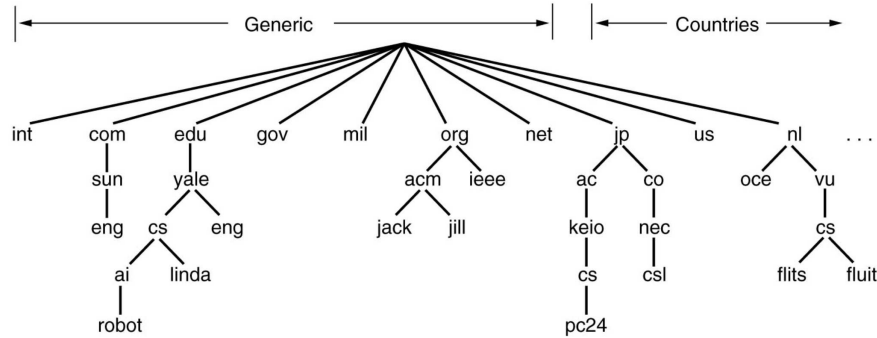 Generic Countries
int com edu gov mil org net jp us nl . . .
sun yale acm ieee ac co oce vu
eng cs eng jack jill keio nec cs
ai linda cs csl flits fluit
robot pc24